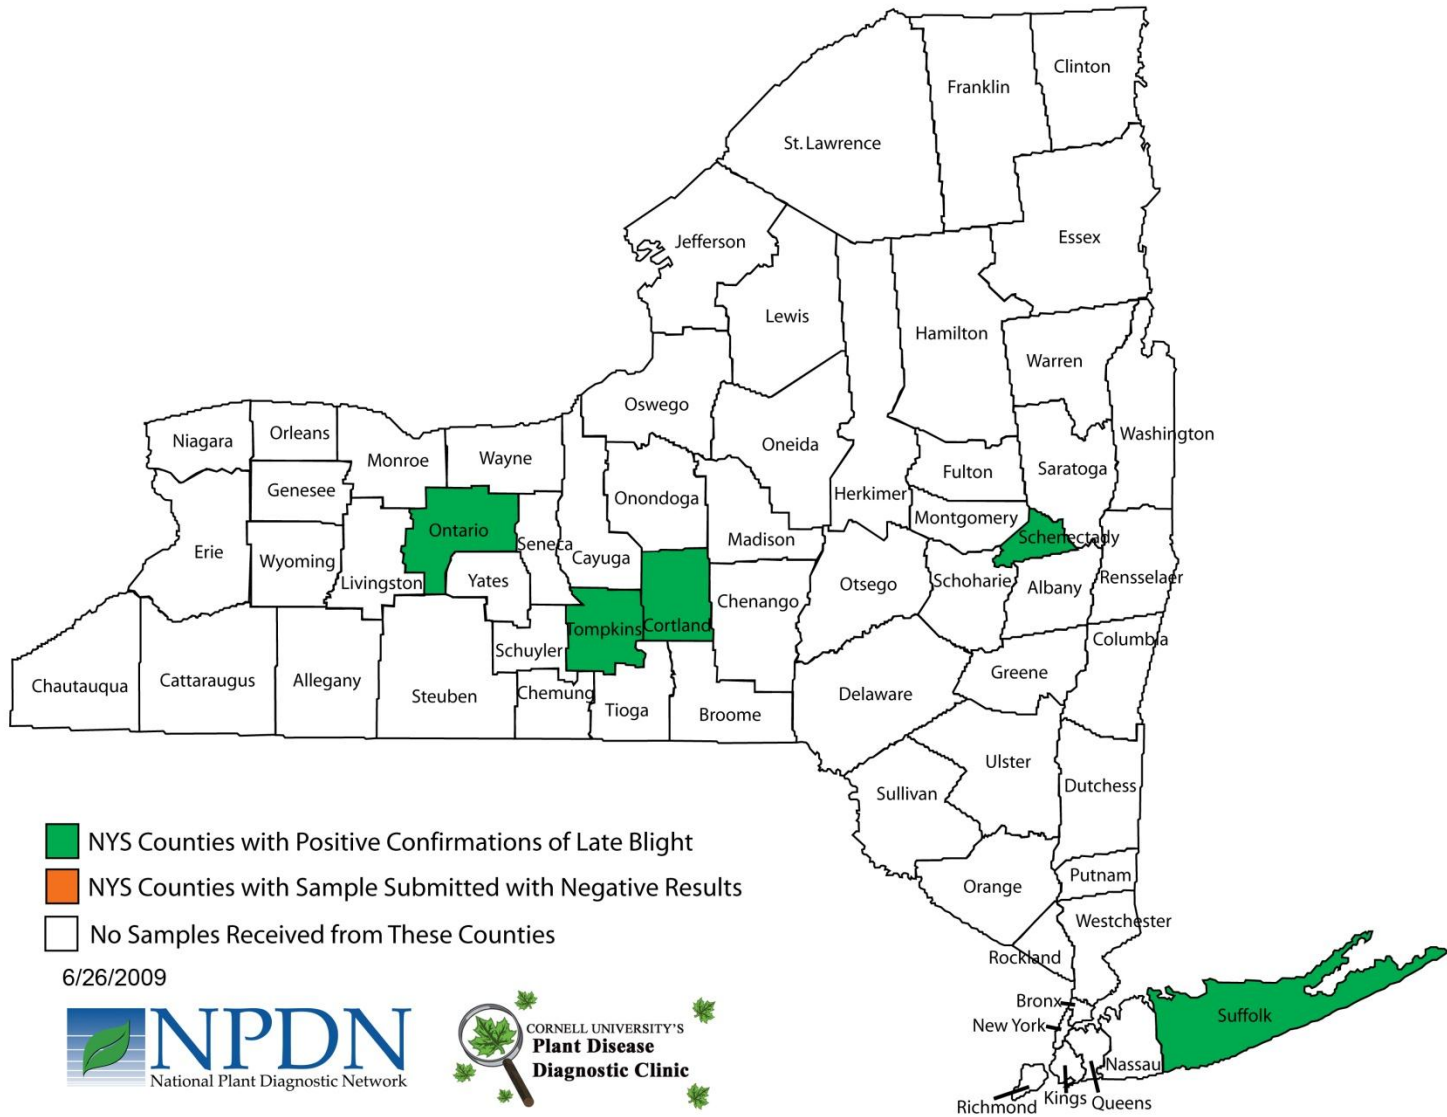 Clinton
Franklin
St. Lawrence
Essex
Jefferson
Lewis
Hamilton
Warren
Oswego
Washington
Niagara
Orleans
Oneida
Monroe
Wayne
Fulton
Saratoga
Genesee
Onondoga
Herkimer
Montgomery
Ontario
Schenectady
Madison
Erie
Seneca
Cayuga
Wyoming
Livingston
Yates
Otsego
Schoharie
Albany
Rensselaer
Chenango
Tompkins
Cortland
Columbia
Schuyler
Chautauqua
Cattaraugus
Allegany
Steuben
Chemung
Tioga
Broome
Delaware
Greene
Ulster
Dutchess
Sullivan
Putnam
Orange
Westchester
Rockland
Bronx
New York
Suffolk
Nassau
Richmond
Kings
Queens
NYS Counties with Positive Confirmations of Late Blight
NYS Counties with Sample Submitted with Negative Results
No Samples Received from These Counties
6/26/2009
NPDN
National Plant Diagnostic Network
CORNELL UNIVERSITY'S
Plant Disease
Diagnostic Clinic